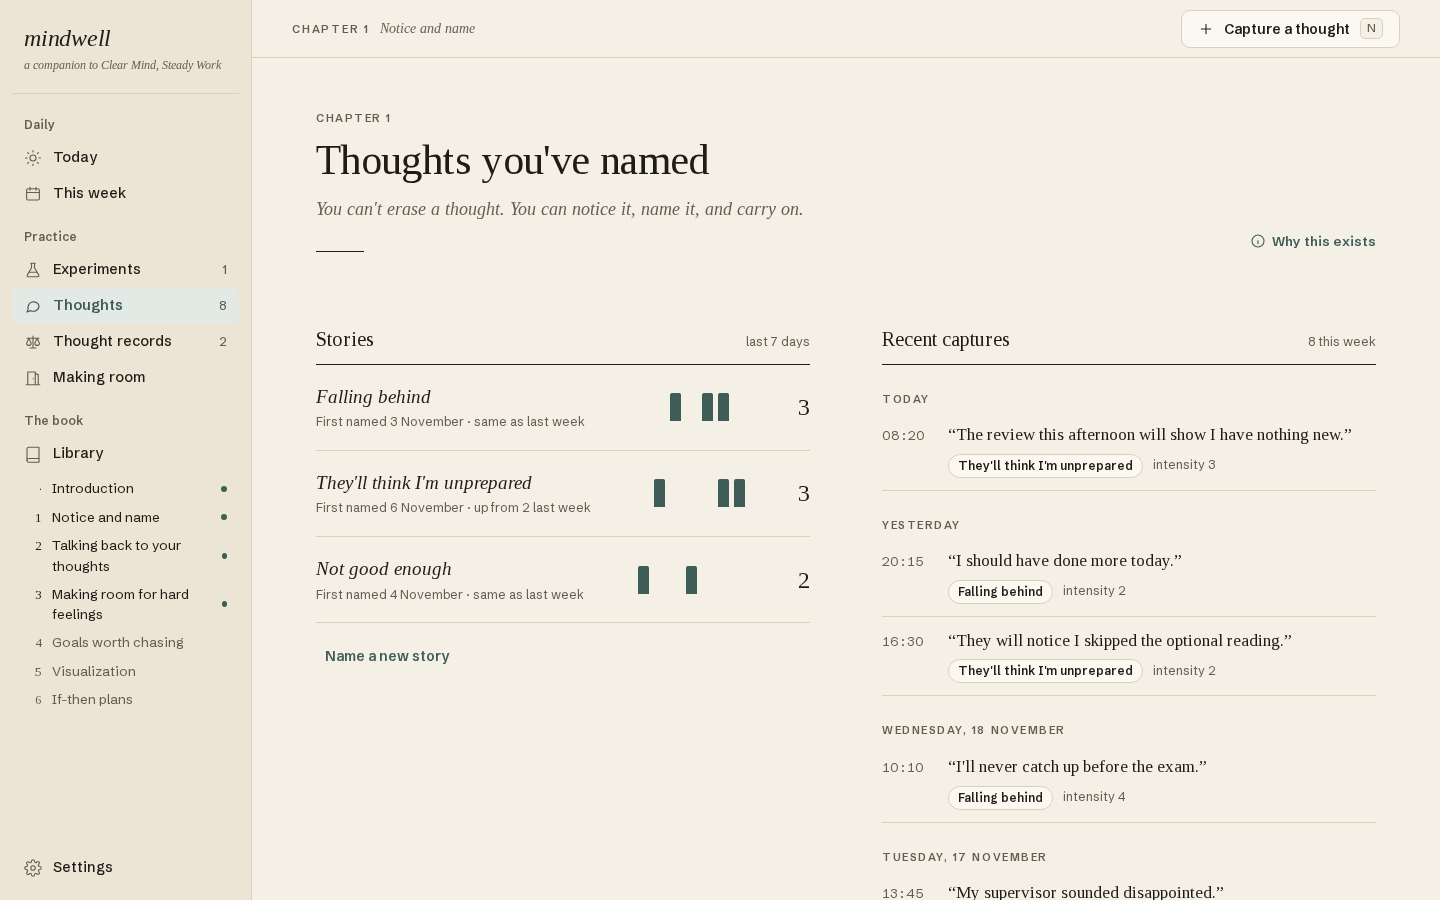 mindwell
a companion to Clear Mind, Steady Work
Daily
Today
This week
Practice
Experiments 1
Thoughts 8
Thought records 2
Making room
The book
Library
· Introduction
1 Notice and name
2 Talking back to your
thoughts
3 Making room for hard
feelings
4 Goals worth chasing
5 Visualization
6 If-then plans
Settings
CHAPTER 1 Notice and name
Capture a thought N
CHAPTER 1
Thoughts you've named
You can't erase a thought. You can notice it, name it, and carry on.
Why this exists
Stories last 7 days
Falling behind
First named 3 November · same as last week
3
They'll think I'm unprepared
First named 6 November · up from 2 last week
3
Not good enough
First named 4 November · same as last week
2
Name a new story
Recent captures 8 this week
TODAY
08:20 “The review this afternoon will show I have nothing new.”
They'll think I'm unprepared intensity 3
YESTERDAY
20:15 “I should have done more today.”
Falling behind intensity 2
16:30 “They will notice I skipped the optional reading.”
They'll think I'm unprepared intensity 2
WEDNESDAY, 18 NOVEMBER
10:10 “I'll never catch up before the exam.”
Falling behind intensity 4
TUESDAY, 17 NOVEMBER
13:45 “My supervisor sounded disappointed.”